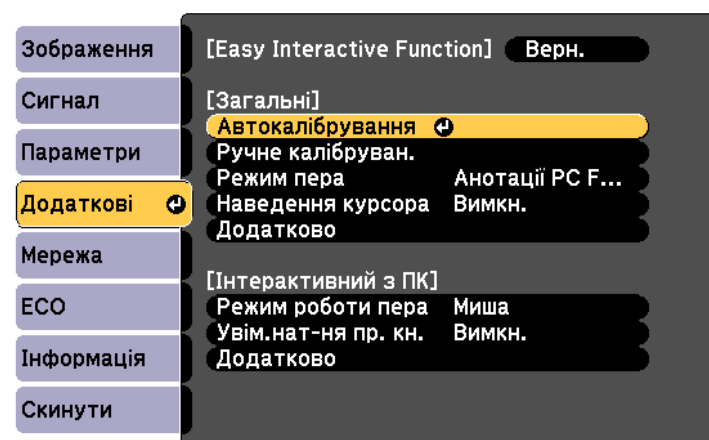 Зображення
Сигнал
Параметри
Додаткові
Мережа
ECO
Інформація
Скинути
[Easy Interactive Function] Верн.
[Загальні]
Автокалібрування
Ручне калібруван.
Режим пера Анотації PC F...
Наведення курсора Вимкн.
Додатково
[Інтерактивний з ПК]
Режим роботи пера Миша
Увім.нат-ня пр. кн. Вимкн.
Додатково